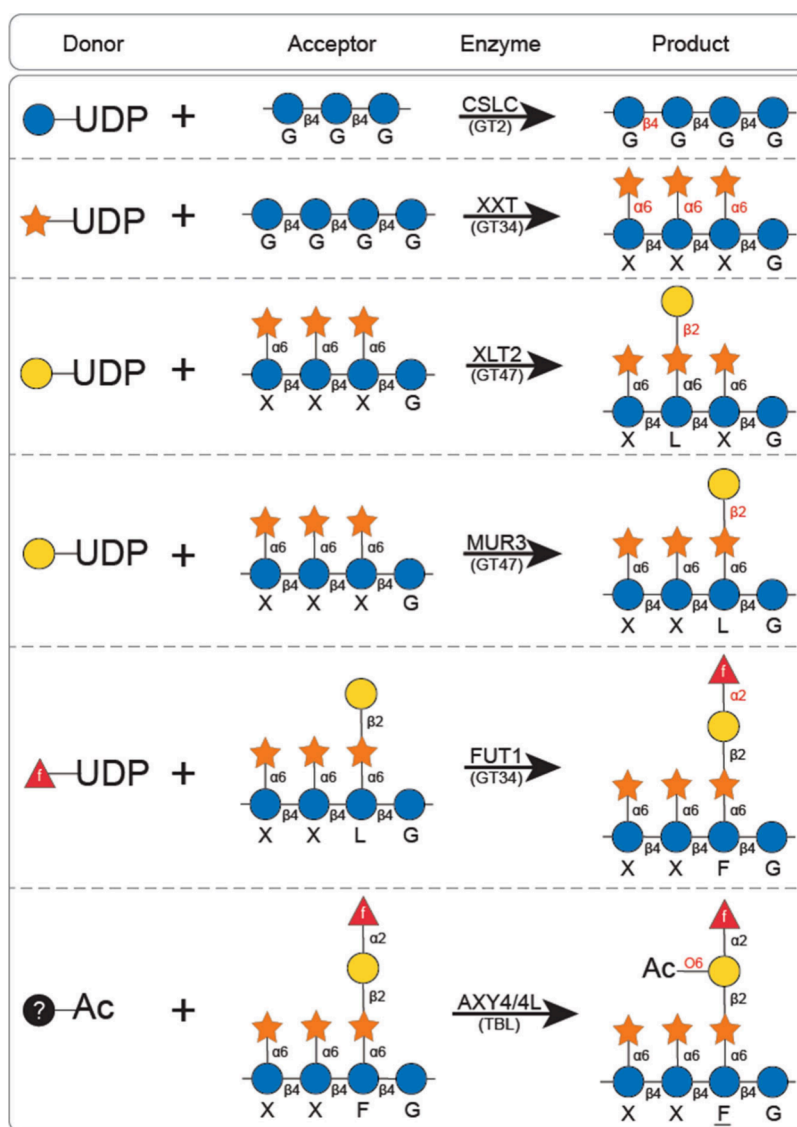 Donor Acceptor Enzyme Product
UDP +
β4 β4
G G G
CSLC
(GT2)
β4 β4 β4
G G G G
UDP +
β4 β4 β4
G G G G
XXT
(GT34)
α6 α6 α6
β4 β4 β4
X X X G
UDP +
α6 α6 α6
β4 β4 β4
X X X G
XLT2
(GT47)
β2
α6 α6 α6
β4 β4 β4
X L X G
UDP +
α6 α6 α6
β4 β4 β4
X X X G
MUR3
(GT47)
β2
α6 α6 α6
β4 β4 β4
X X L G
f UDP +
β2
α6 α6 α6
β4 β4 β4
X X L G
FUT1
(GT34)
f
α2
β2
α6 α6 α6
β4 β4 β4
X X F G
? Ac +
f
α2
β2
α6 α6 α6
β4 β4 β4
X X F G
AXY4/4L
(TBL)
f
α2
Ac O6
β2
α6 α6 α6
β4 β4 β4
X X F G